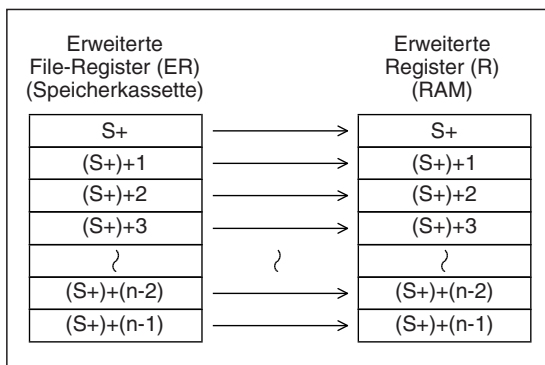 Erweiterte
File-Register (ER)
(Speicherkassette)
Erweiterte
Register (R)
(RAM)
S+
S+
(S+)+1
(S+)+1
(S+)+2
(S+)+2
(S+)+3
(S+)+3
(S+)+(n-2)
(S+)+(n-2)
(S+)+(n-1)
(S+)+(n-1)